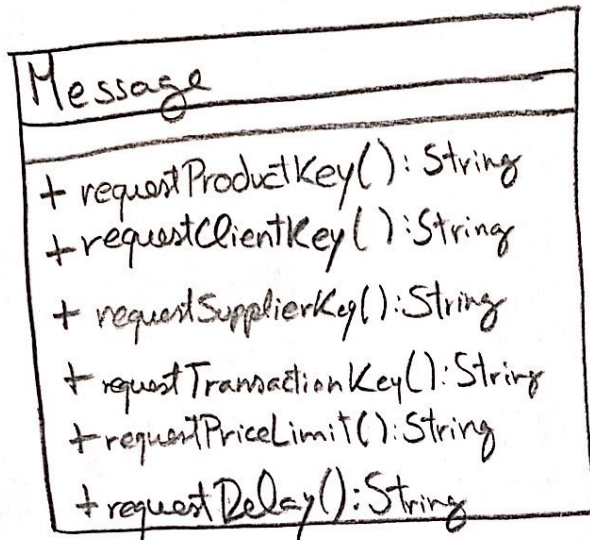 Message
+ requestProductKey(): String
+ requestClientKey(): String
+ requestSupplierKey(): String
+ requestTransactionKey(): String
+ requestPriceLimit(): String
+ requestDelay(): String